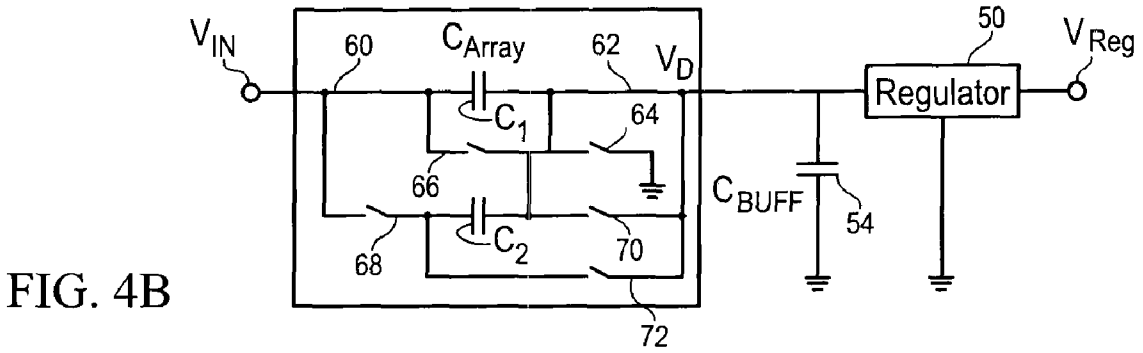 V_IN
60
C_Array
62
V_D
50
V_Reg
Regulator
C_1
64
66
C_BUFF
54
68
C_2
70
72
FIG. 4B